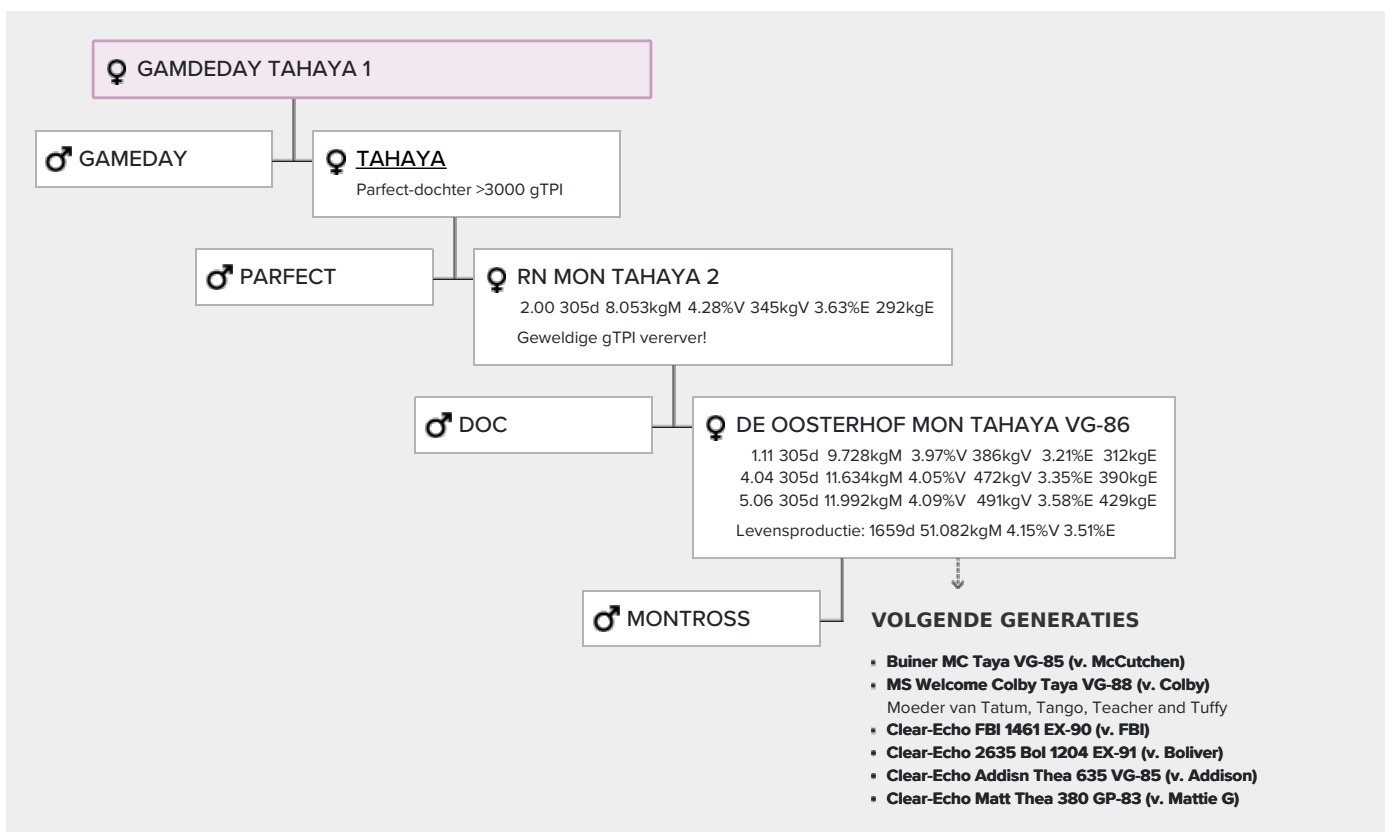 GAMDEDAY TAHAYA 1
GAMEDAY
TAHAYA
Parfect-dochter >3000 gTPI
PARFECT
RN MON TAHAYA 2
2.00 305d 8.053kgM 4.28%V 345kgV 3.63%E 292kgE
Geweldige gTPI vererver!
DOC
DE OOSTERHOF MON TAHAYA VG-86
1.11 305d 9.728kgM 3.97%V 386kgV 3.21%E 312kgE
4.04 305d 11.634kgM 4.05%V 472kgV 3.35%E 390kgE
5.06 305d 11.992kgM 4.09%V 491kgV 3.58%E 429kgE
Levensproductie: 1659d 51.082kgM 4.15%V 3.51%E
MONTROSS
VOLGENDE GENERATIES
• Buiner MC Taya VG-85 (v. McCutchen)
• MS Welcome Colby Taya VG-88 (v. Colby)
Moeder van Tatum, Tango, Teacher and Tuffy
• Clear-Echo FBI 1461 EX-90 (v. FBI)
• Clear-Echo 2635 Bol 1204 EX-91 (v. Boliver)
• Clear-Echo Addisn Thea 635 VG-85 (v. Addison)
• Clear-Echo Matt Thea 380 GP-83 (v. Mattie G)